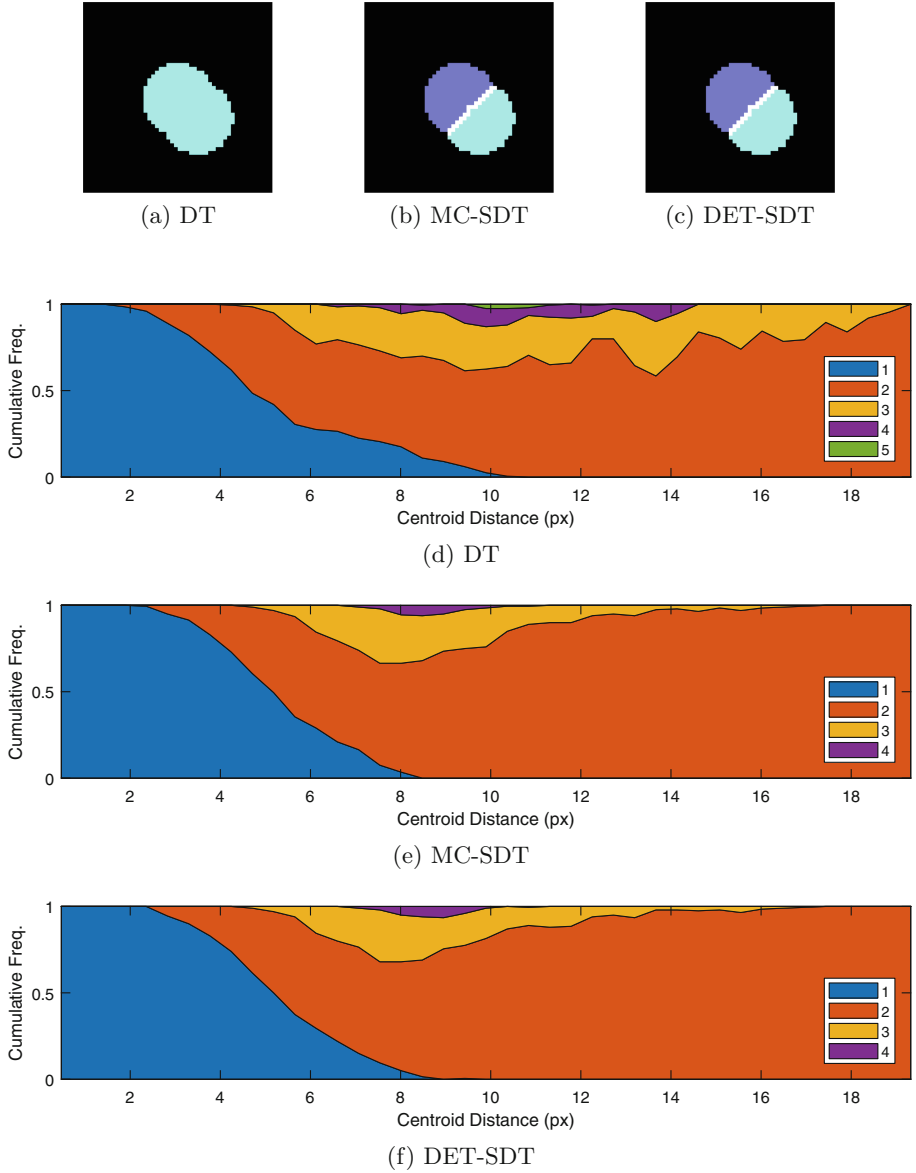 (a) DT
(b) MC-SDT
(c) DET-SDT
Cumulative Freq.
1
0.5
0
1
2
3
4
5
2 4 6 8 10 12 14 16 18
Centroid Distance (px)
(d) DT
Cumulative Freq.
1
0.5
0
1
2
3
4
2 4 6 8 10 12 14 16 18
Centroid Distance (px)
(e) MC-SDT
Cumulative Freq.
1
0.5
0
1
2
3
4
2 4 6 8 10 12 14 16 18
Centroid Distance (px)
(f) DET-SDT